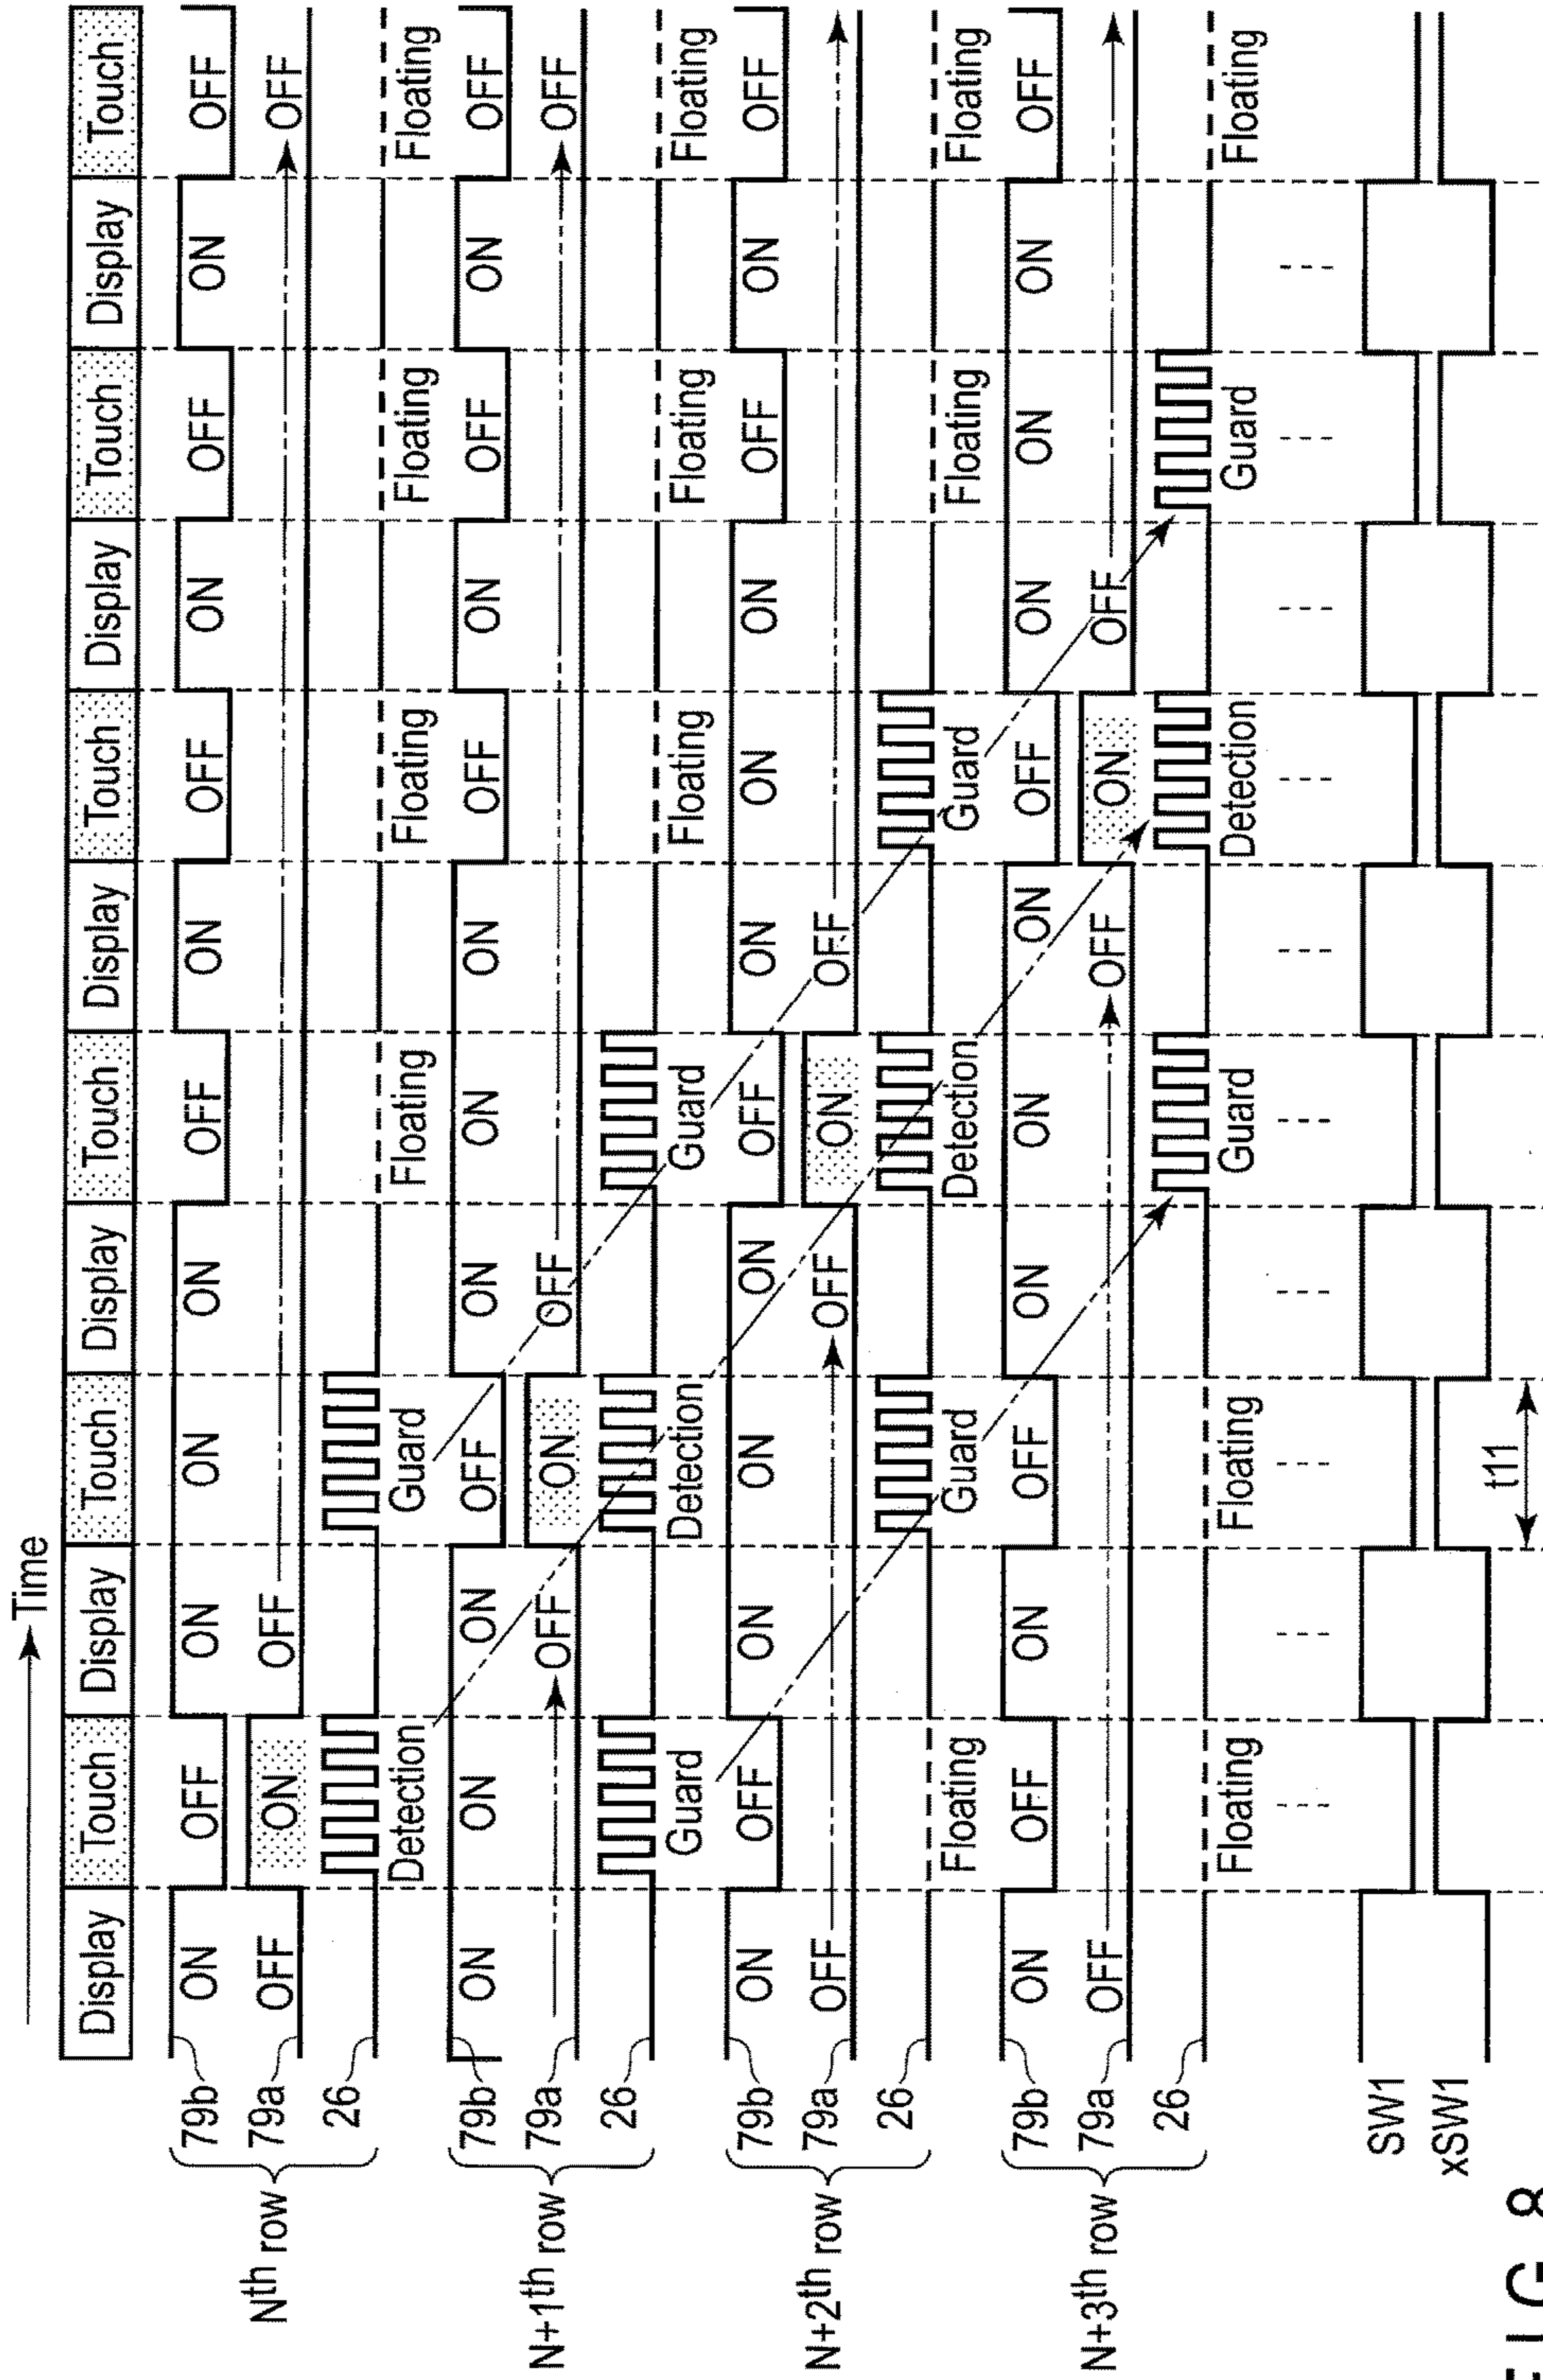 Time
Display Touch Display Touch Display Touch Display Touch Display Touch Display Touch
Nth row
79b ON OFF ON ON ON OFF ON OFF ON OFF ON OFF
79a OFF ON OFF OFF
26
Detection Guard Floating Floating Floating Floating
N+1th row
79b ON ON ON OFF ON ON ON OFF ON OFF ON OFF
79a OFF ON OFF OFF
26
Guard Detection Guard Floating Floating Floating
N+2th row
79b ON OFF ON ON ON OFF ON ON ON OFF ON OFF
79a OFF OFF ON OFF
26
Floating Guard Detection Guard Floating Floating
N+3th row
79b ON OFF ON OFF ON ON ON OFF ON ON ON OFF
79a OFF OFF ON OFF
26
Floating Floating Guard Detection Guard Floating
SW1
xSW1
t11
FIG 8